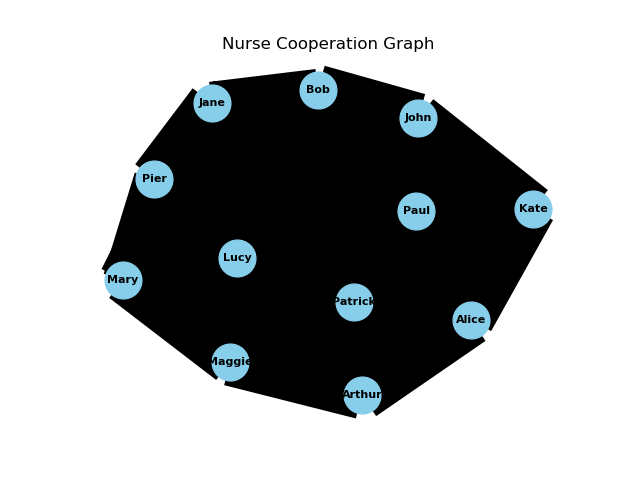 Nurse Cooperation Graph
Bob
Jane
John
Pier
Kate
Paul
Lucy
Mary
Patrick
Alice
Maggie
Arthur